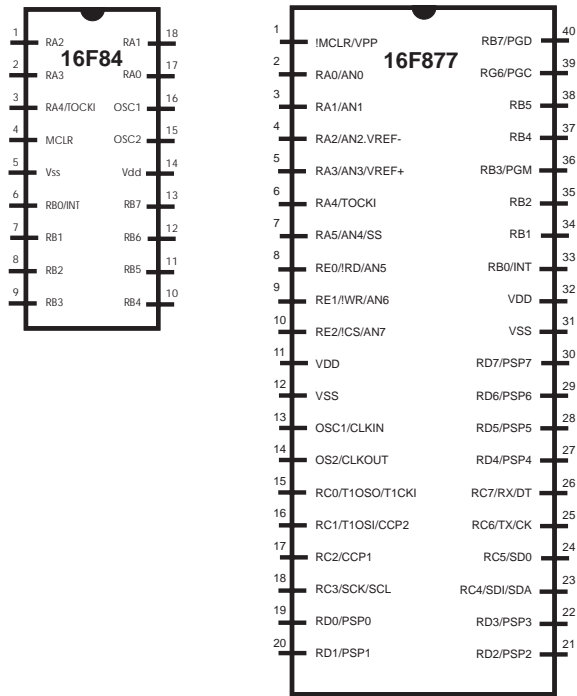 16F84
1 RA2 RA1 18
2 RA3 RA0 17
3 RA4/TOCKI OSC1 16
4 MCLR OSC2 15
5 Vss Vdd 14
6 RB0/INT RB7 13
7 RB1 RB6 12
8 RB2 RB5 11
9 RB3 RB4 10
16F877
1 !MCLR/VPP RB7/PGD 40
2 RA0/AN0 RG6/PGC 39
3 RA1/AN1 RB5 38
4 RA2/AN2.VREF- RB4 37
5 RA3/AN3/VREF+ RB3/PGM 36
6 RA4/TOCKI RB2 35
7 RA5/AN4/SS RB1 34
8 RE0/!RD/AN5 RB0/INT 33
9 RE1/!WR/AN6 VDD 32
10 RE2/!CS/AN7 VSS 31
11 VDD RD7/PSP7 30
12 VSS RD6/PSP6 29
13 OSC1/CLKIN RD5/PSP5 28
14 OS2/CLKOUT RD4/PSP4 27
15 RC0/T1OSO/T1CKI RC7/RX/DT 26
16 RC1/T1OSI/CCP2 RC6/TX/CK 25
17 RC2/CCP1 RC5/SD0 24
18 RC3/SCK/SCL RC4/SDI/SDA 23
19 RD0/PSP0 RD3/PSP3 22
20 RD1/PSP1 RD2/PSP2 21